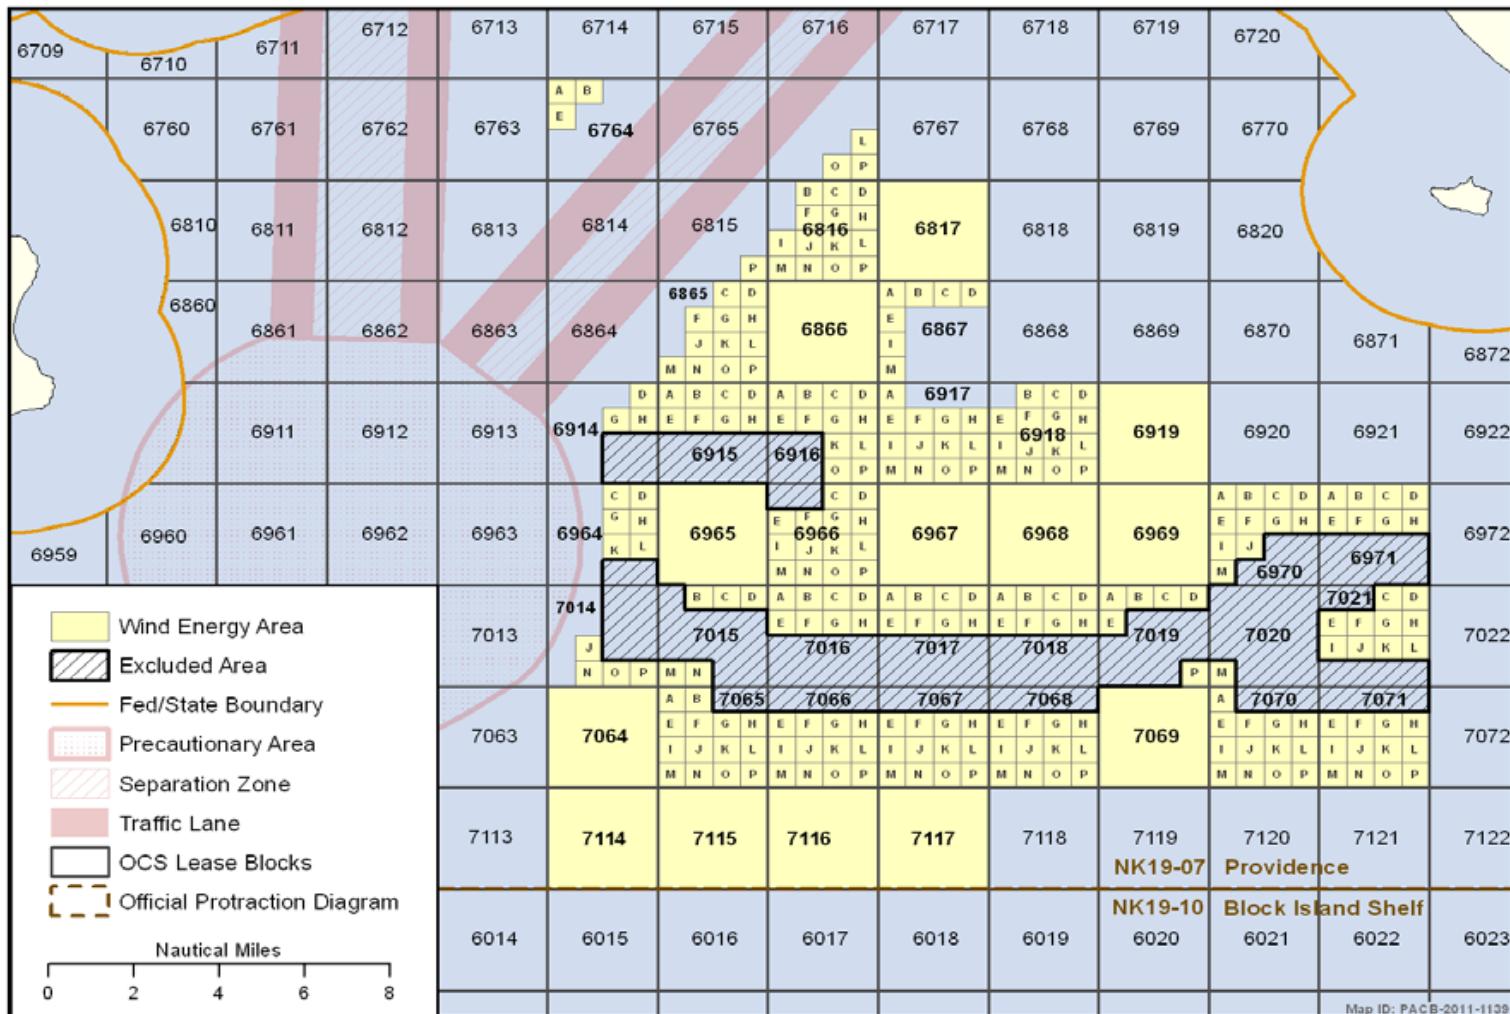 6709 6710 6711 6712 6713 6714 6715 6716 6717 6718 6719 6720
A B
E
6760 6761 6762 6763 6764 6765 6767 6768 6769 6770
L
O P
6810 6811 6812 6813 6814 6815 6816 6817 6818 6819 6820
B C D
F G H
I J K L
P M N O P
6860 6861 6862 6863 6864 6865 6866 6867 6868 6869 6870 6871 6872
C D A B C D
F G H E
J K L I
M N O P M
6911 6912 6913 6914 6915 6916 6917 6918 6919 6920 6921 6922
D A B C D A B C D A B C D
G H E F G H E F G H E F G H E F G H
K L I J K L I J K L
O P M N O P M N O P
6959 6960 6961 6962 6963 6964 6965 6966 6967 6968 6969 6970 6971 6972
C D C D A B C D A B C D
G H E F G H E F G H E F G H
K L I J K L I J
M N O P M
7013 7014 7015 7016 7017 7018 7019 7020 7021 7022
B C D A B C D A B C D A B C D A B C D C D
E F G H E F G H E F G H E E F G H
J I J K L
N O P M N P M
7063 7064 7065 7066 7067 7068 7069 7070 7071 7072
A B A
E F G H E F G H E F G H E F G H E F G H E F G H
I J K L I J K L I J K L I J K L I J K L I J K L
M N O P M N O P M N O P M N O P M N O P M N O P
7113 7114 7115 7116 7117 7118 7119 7120 7121 7122
NK19-07 Providence
NK19-10 Block Island Shelf
6014 6015 6016 6017 6018 6019 6020 6021 6022 6023
Wind Energy Area
Excluded Area
Fed/State Boundary
Precautionary Area
Separation Zone
Traffic Lane
OCS Lease Blocks
Official Protraction Diagram
Nautical Miles
0 2 4 6 8
Map ID: PACB-2011-1139